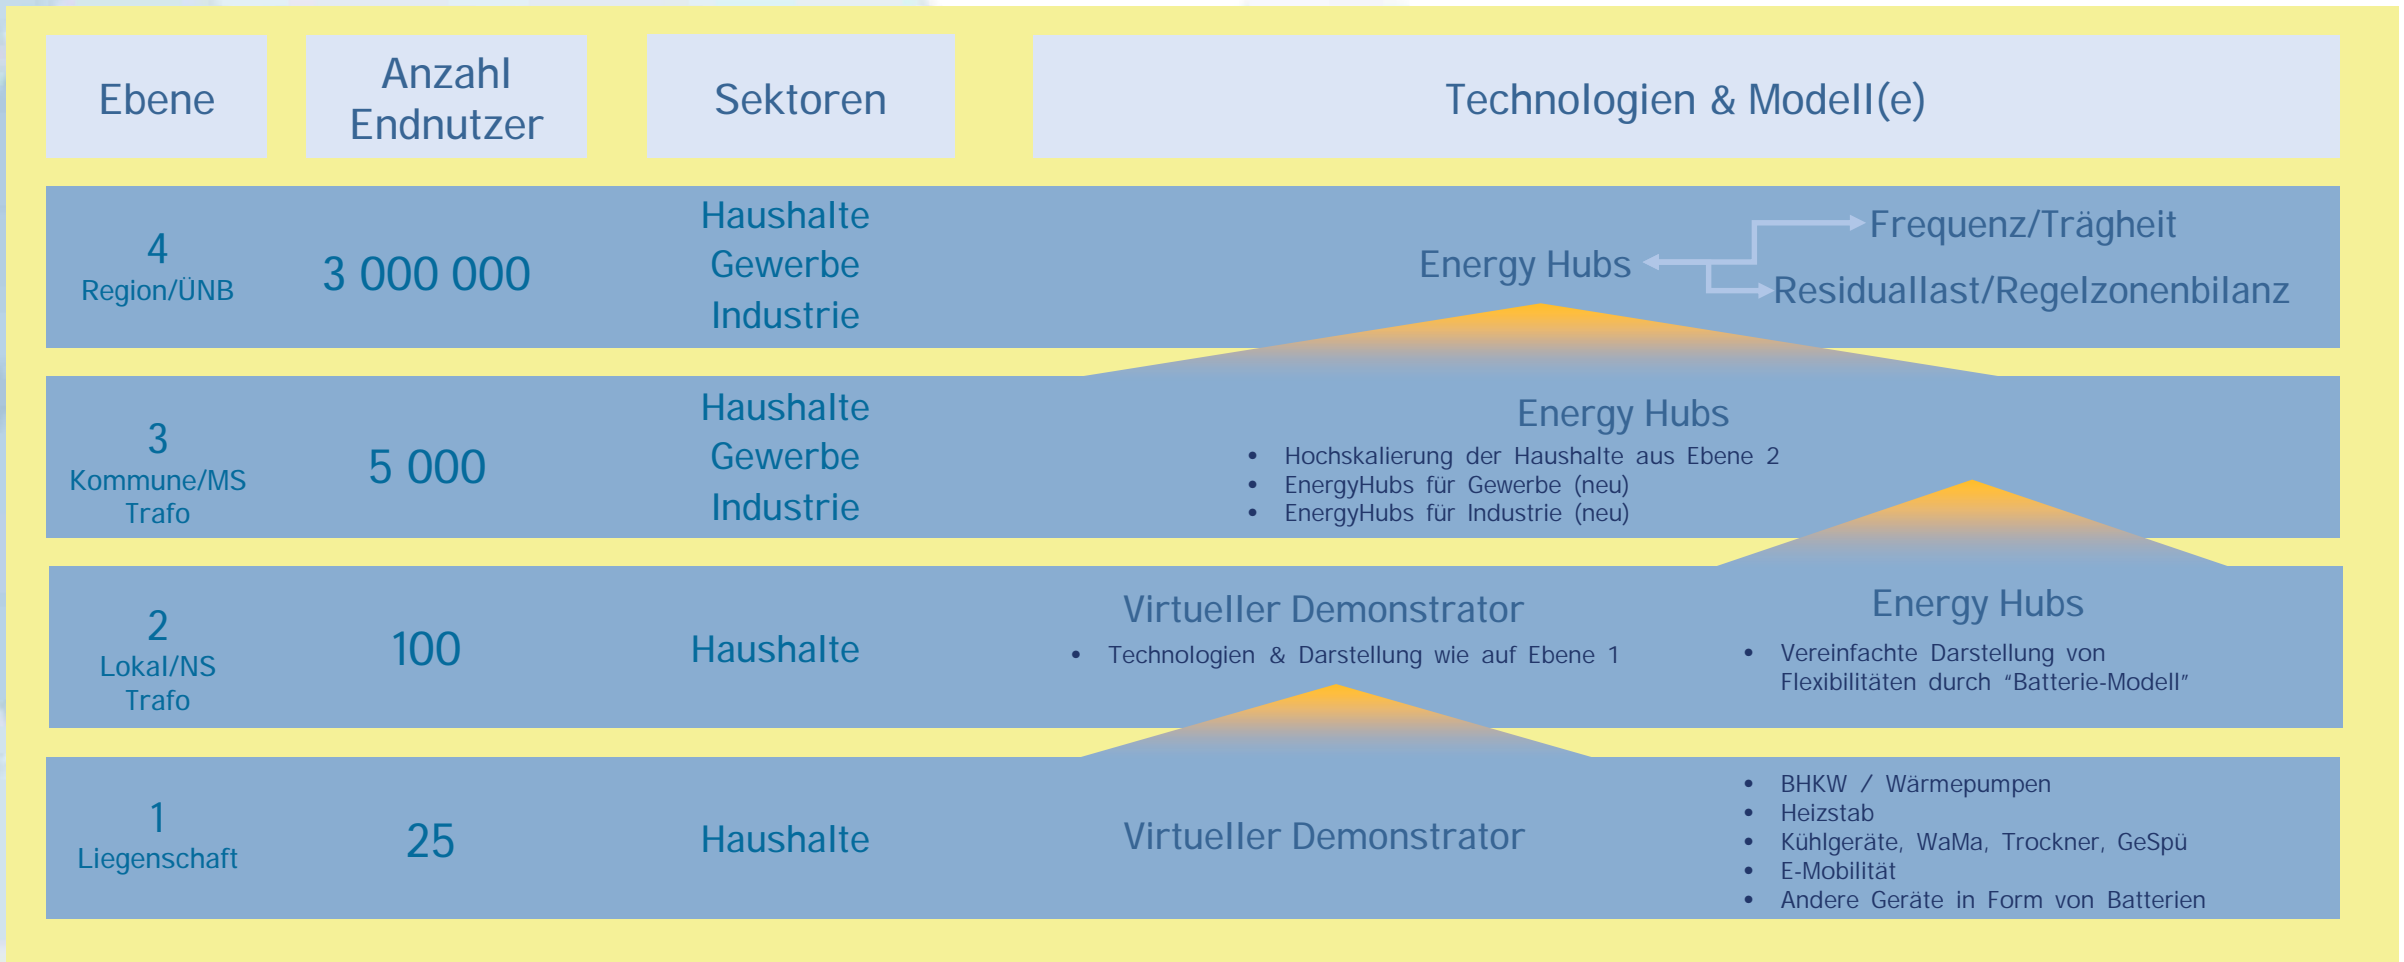 Ebene
Anzahl
Endnutzer
Sektoren
Technologien & Modell(e)
4
Region/ÜNB
3 000 000
Haushalte
Gewerbe
Industrie
Energy Hubs
Frequenz/Trägheit
Residuallast/Regelzonenbilanz
3
Kommune/MS
Trafo
5 000
Haushalte
Gewerbe
Industrie
Energy Hubs
• Hochskalierung der Haushalte aus Ebene 2
• EnergyHubs für Gewerbe (neu)
• EnergyHubs für Industrie (neu)
2
Lokal/NS
Trafo
100
Haushalte
Virtueller Demonstrator
• Technologien & Darstellung wie auf Ebene 1
Energy Hubs
• Vereinfachte Darstellung von
Flexibilitäten durch “Batterie-Modell”
1
Liegenschaft
25
Haushalte
Virtueller Demonstrator
• BHKW / Wärmepumpen
• Heizstab
• Kühlgeräte, WaMa, Trockner, GeSpü
• E-Mobilität
• Andere Geräte in Form von Batterien